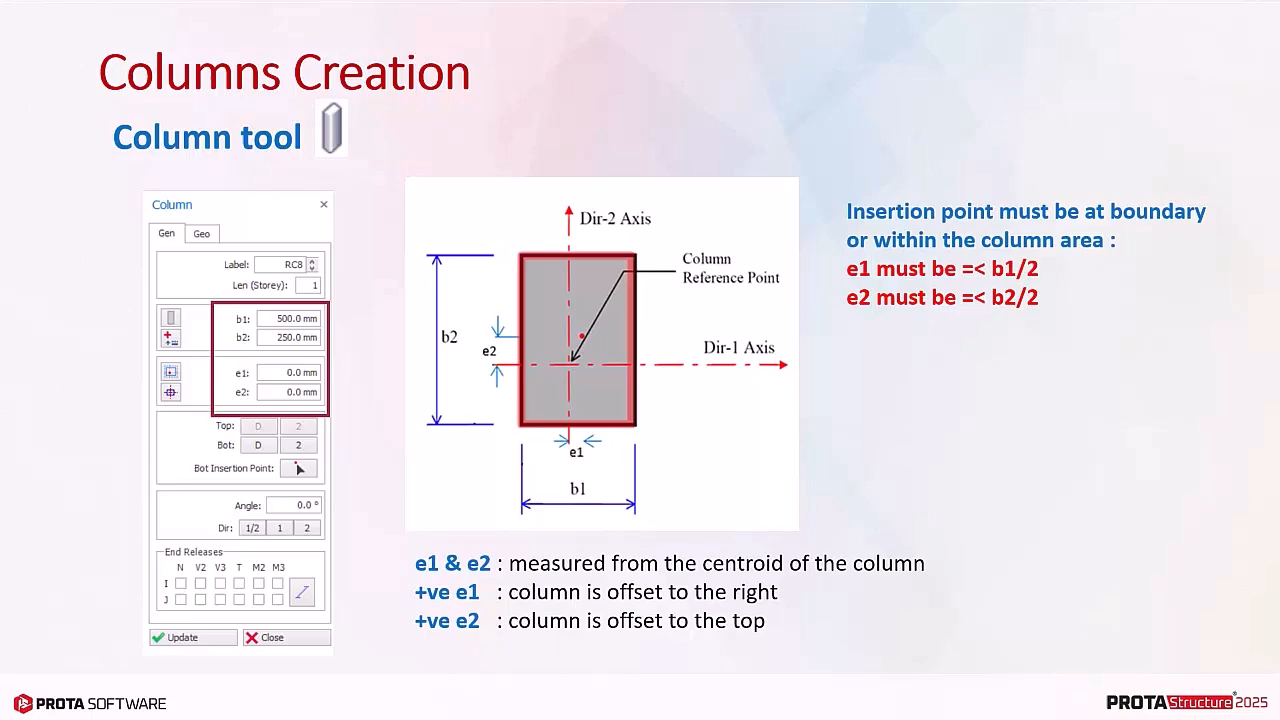 Columns Creation
Column tool
Column
Gen Geo
Label: RC8
Len (Storey): 1
b1: 500.0 mm
b2: 250.0 mm
e1: 0.0 mm
e2: 0.0 mm
Top: D 2
Bot: D 2
Bot Insertion Point:
Angle: 0.0 °
Dir: 1/2 1 2
End Releases
N V2 V3 T M2 M3
I
J
Update Close
Dir-2 Axis
Column
Reference Point
b2
e2
Dir-1 Axis
e1
b1
Insertion point must be at boundary
or within the column area :
e1 must be =< b1/2
e2 must be =< b2/2
e1 & e2 : measured from the centroid of the column
+ve e1 : column is offset to the right
+ve e2 : column is offset to the top
PROTA SOFTWARE
PROTA Structure® 2025